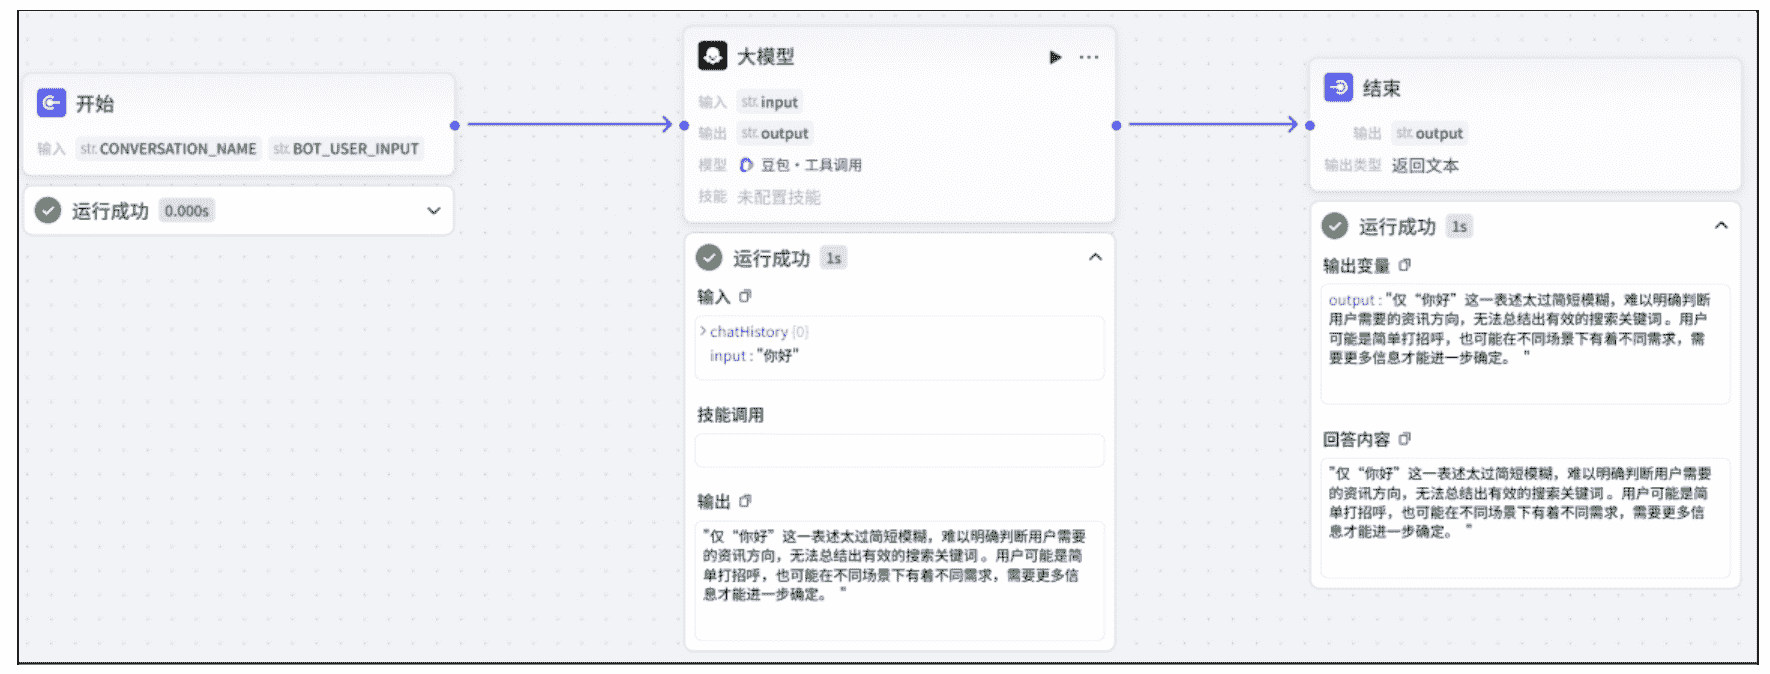 开始
输入 str. CONVERSATION_NAME str. BOT_USER_INPUT
运行成功 0.000s
大模型
输入 str. input
输出 str. output
模型 豆包·工具调用
技能 未配置技能
运行成功 1s
输入
chatHistory {0}
input : "你好"
技能调用
输出
"仅“你好”这一表述太过简短模糊，难以明确判断用户需要
的资讯方向，无法总结出有效的搜索关键词。用户可能是简
单打招呼，也可能在不同场景下有着不同需求，需要更多信
息才能进一步确定。 "
结束
输出 str. output
输出类型 返回文本
运行成功 1s
输出变量
output : "仅“你好”这一表述太过简短模糊，难以明确判断
用户需要的资讯方向，无法总结出有效的搜索关键词。用户
可能是简单打招呼，也可能在不同场景下有着不同需求，需
要更多信息才能进一步确定。 "
回答内容
"仅“你好”这一表述太过简短模糊，难以明确判断用户需要
的资讯方向，无法总结出有效的搜索关键词。用户可能是简
单打招呼，也可能在不同场景下有着不同需求，需要更多信
息才能进一步确定。 "